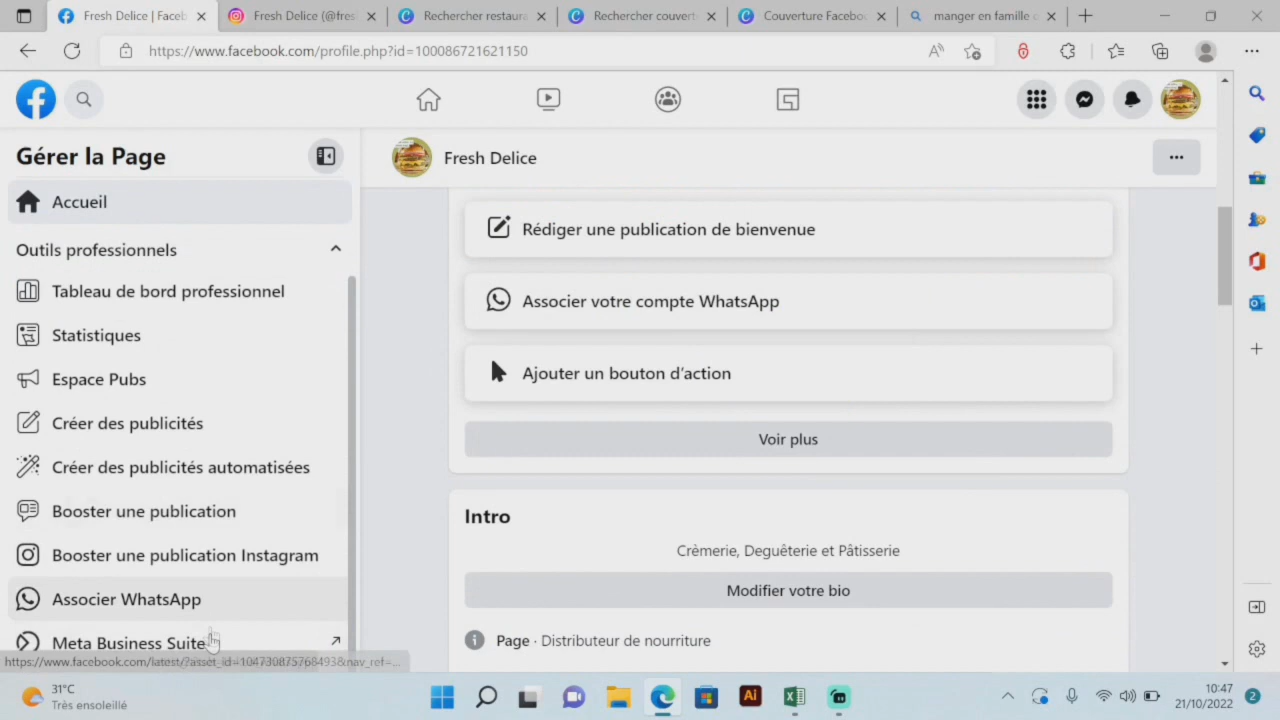 Fresh Delice | Faceb
Fresh Delice (@fres
Rechercher restaura
Rechercher couvert
Couverture Faceboo
manger en famille c
https://www.facebook.com/profile.php?id=100086721621150
Gérer la Page
Fresh Delice
Accueil
Outils professionnels
Tableau de bord professionnel
Statistiques
Espace Pubs
Créer des publicités
Créer des publicités automatisées
Booster une publication
Booster une publication Instagram
Associer WhatsApp
Meta Business Suite
Rédiger une publication de bienvenue
Associer votre compte WhatsApp
Ajouter un bouton d'action
Voir plus
Intro
Crèmerie, Deguêterie et Pâtisserie
Modifier votre bio
Page · Distributeur de nourriture
31°C
Très ensoleillé
Ai
10:47
21/10/2022
2